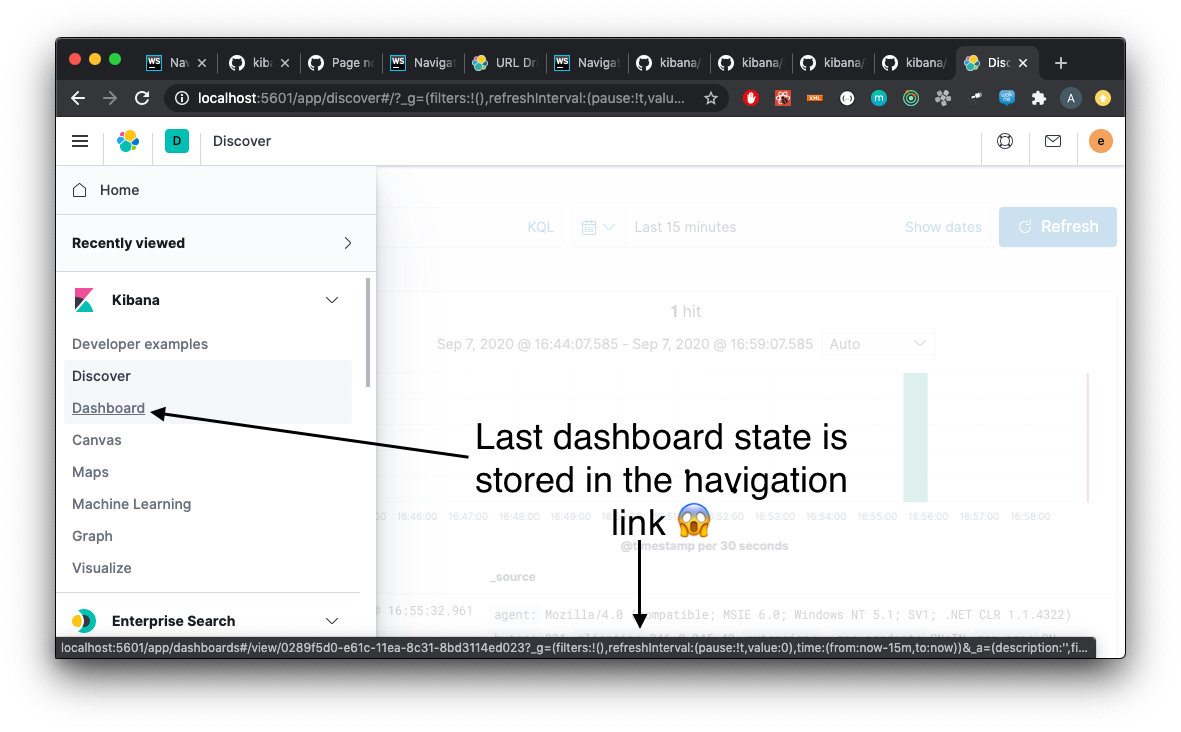 Nav
kiba
Page no
Navigat
URL Dri
Navigat
kibana/
kibana/
kibana/
kibana/
Disc
localhost:5601/app/discover#/?_g=(filters:!(),refreshInterval:(pause:!t,valu...
A
D
Discover
e
Home
Recently viewed
KQL
Last 15 minutes
Show dates
Refresh
Kibana
1 hit
Developer examples
Sep 7, 2020 @ 16:44:07.585 - Sep 7, 2020 @ 16:59:07.585
Auto
Discover
Dashboard
Canvas
Maps
Machine Learning
Graph
Visualize
Last dashboard state is
stored in the navigation
link 😱
16:46:00 16:47:00 16:48:00 16:49:00 16:53:00 16:54:00 16:55:00 16:56:00 16:57:00 16:58:00
@timestamp per 30 seconds
_source
@ 16:55:32.961
agent: Mozilla/4.0 (compatible; MSIE 6.0; Windows NT 5.1; SV1; .NET CLR 1.1.4322)
Enterprise Search
localhost:5601/app/dashboards#/view/0289f5d0-e61c-11ea-8c31-8bd3114ed023?_g=(filters:!(),refreshInterval:(pause:!t,value:0),time:(from:now-15m,to:now))&_a=(description:'',fi...